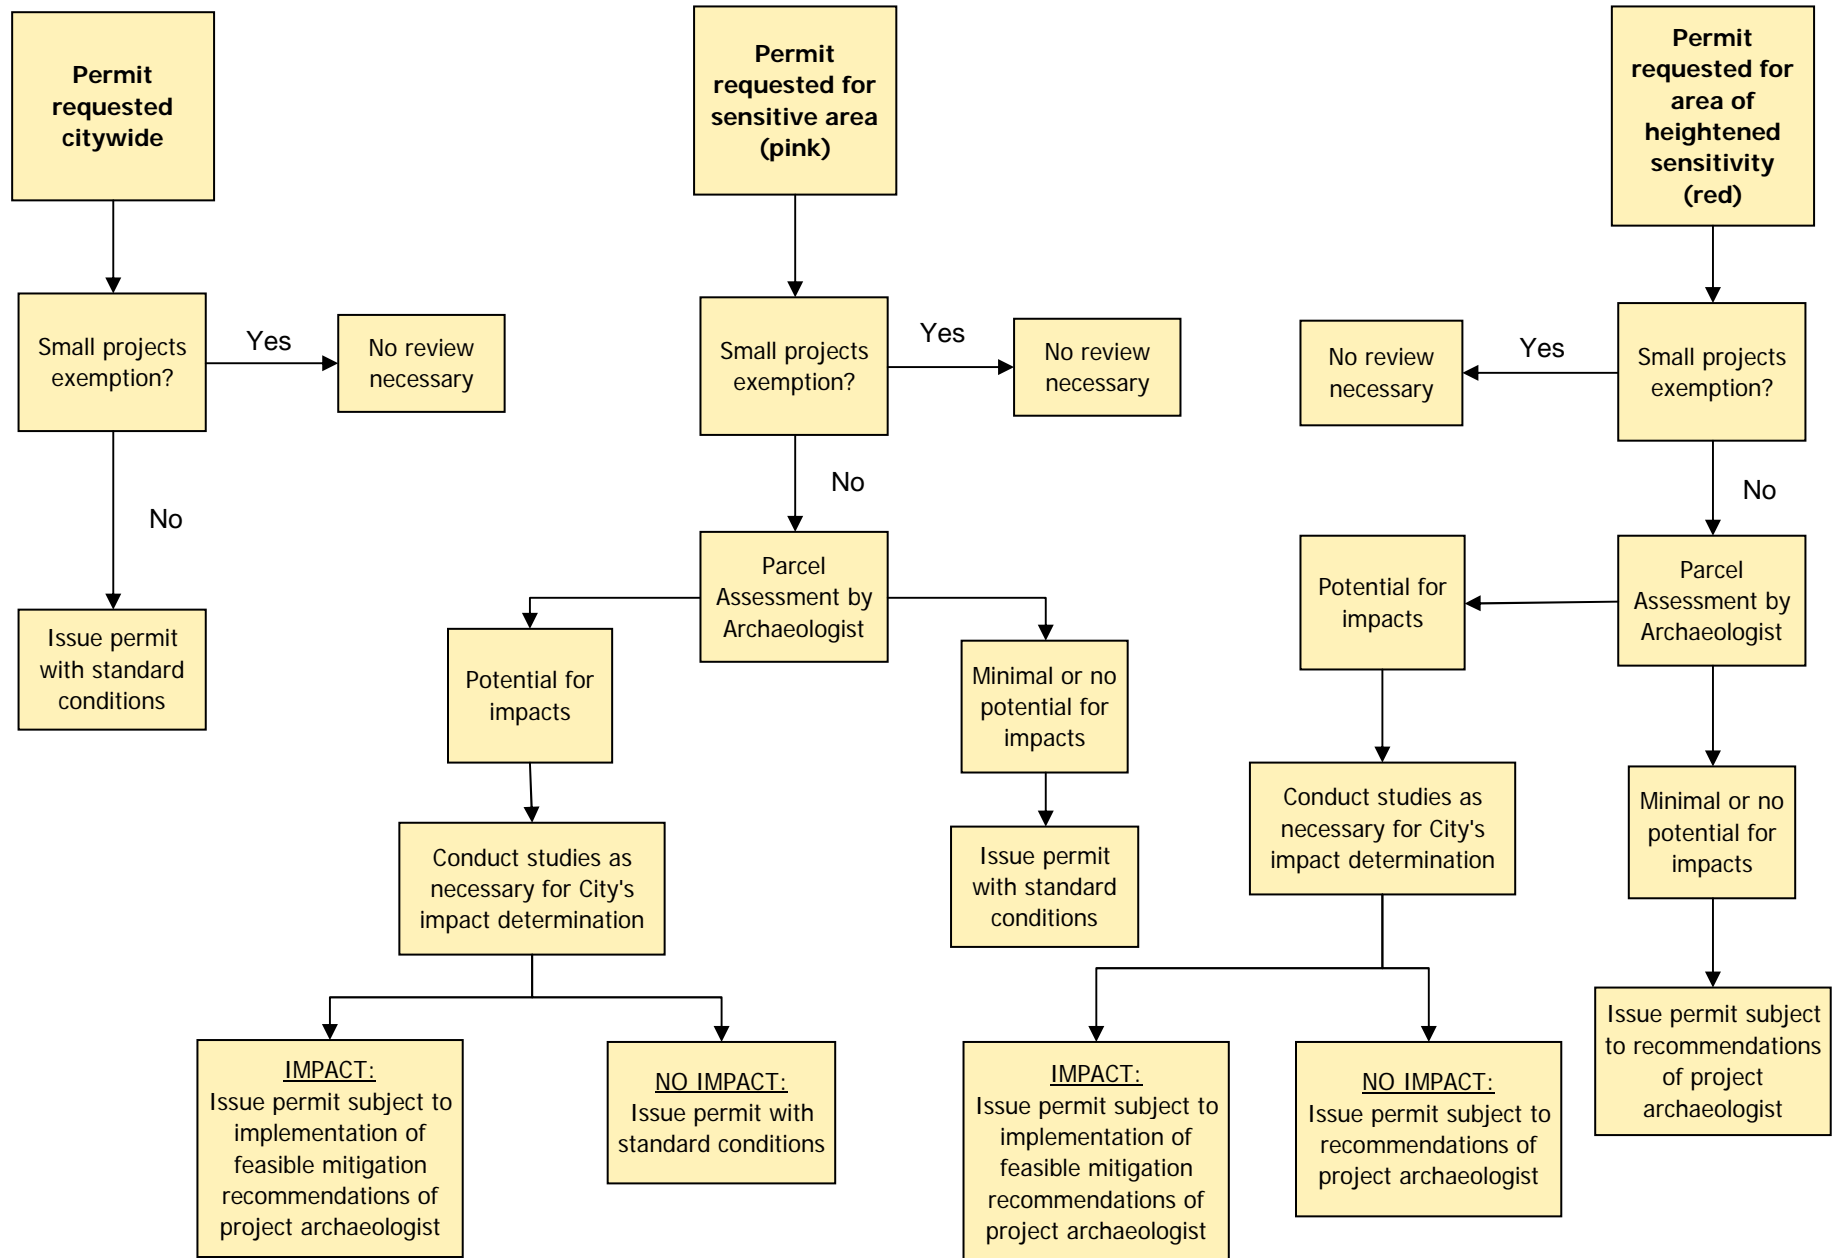 Permit
requested
citywide
Small projects
exemption?
Yes
No review
necessary
No
Issue permit
with standard
conditions
Permit
requested for
sensitive area
(pink)
Small projects
exemption?
Yes
No review
necessary
No
Parcel
Assessment by
Archaeologist
Potential for
impacts
Minimal or no
potential for
impacts
Conduct studies as
necessary for City's
impact determination
Issue permit
with standard
conditions
IMPACT:
Issue permit subject to
implementation of
feasible mitigation
recommendations of
project archaeologist
NO IMPACT:
Issue permit with
standard conditions
Permit
requested for
area of
heightened
sensitivity
(red)
Small projects
exemption?
Yes
No review
necessary
No
Parcel
Assessment by
Archaeologist
Potential for
impacts
Minimal or no
potential for
impacts
Conduct studies as
necessary for City's
impact determination
Issue permit subject
to recommendations
of project
archaeologist
IMPACT:
Issue permit subject to
implementation of
feasible mitigation
recommendations of
project archaeologist
NO IMPACT:
Issue permit subject to
recommendations of
project archaeologist